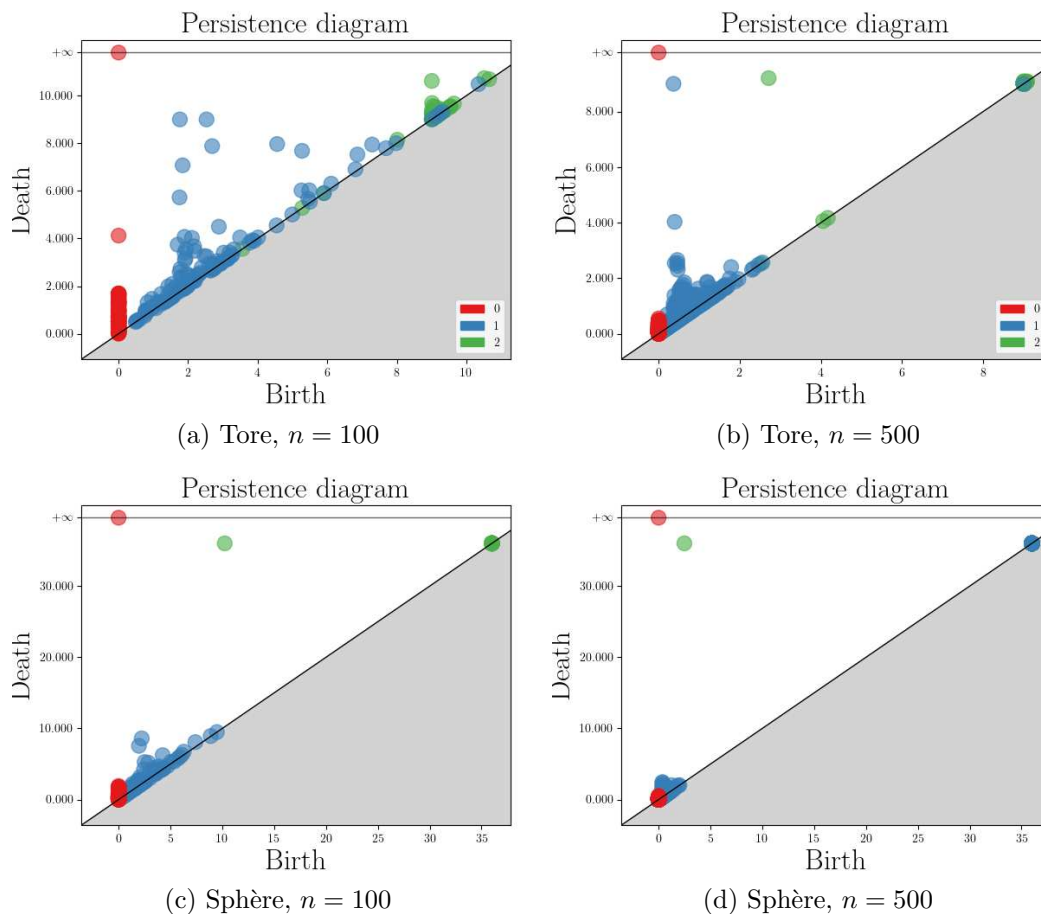 Persistence diagram
+∞
10.000
8.000
6.000
4.000
2.000
0.000
Death
0 2 4 6 8 10
Birth
0
1
2
(a) Tore, n = 100
Persistence diagram
+∞
8.000
6.000
4.000
2.000
0.000
Death
0 2 4 6 8
Birth
0
1
2
(b) Tore, n = 500
Persistence diagram
+∞
30.000
20.000
10.000
0.000
Death
0 5 10 15 20 25 30 35
Birth
(c) Sphère, n = 100
Persistence diagram
+∞
30.000
20.000
10.000
0.000
Death
0 5 10 15 20 25 30 35
Birth
(d) Sphère, n = 500